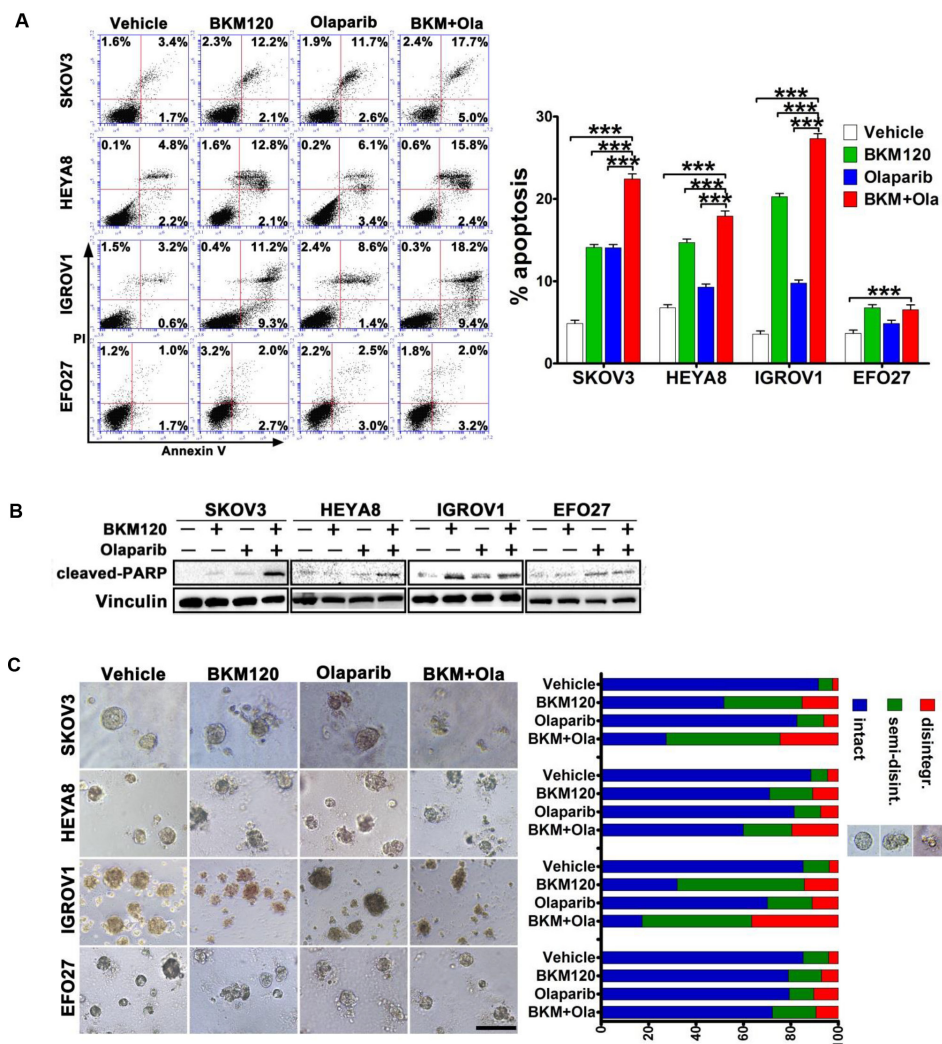 A
Vehicle BKM120 Olaparib BKM+Ola
SKOV3
1.6% 3.4% 2.3% 12.2% 1.9% 11.7% 2.4% 17.7%
1.7% 2.1% 2.6% 5.0%
HEYA8
0.1% 4.8% 1.6% 12.8% 0.2% 6.1% 0.6% 15.8%
2.2% 2.1% 3.4% 2.4%
IGROV1
1.5% 3.2% 0.4% 11.2% 2.4% 8.6% 0.3% 18.2%
0.6% 9.3% 1.4% 9.4%
PI
EFO27
1.2% 1.0% 3.2% 2.0% 2.2% 2.5% 1.8% 2.0%
1.7% 2.7% 3.0% 3.2%
Annexin V
% apoptosis
30
20
10
0
*** *** ***
*** *** ***
*** *** ***
***
Vehicle
BKM120
Olaparib
BKM+Ola
SKOV3 HEYA8 IGROV1 EFO27
B
SKOV3 HEYA8 IGROV1 EFO27
BKM120 — + — + — + — + — + — + — + — +
Olaparib — — + + — — + + — — + + — — + +
cleaved-PARP
Vinculin
C
Vehicle BKM120 Olaparib BKM+Ola
SKOV3
HEYA8
IGROV1
EFO27
Vehicle
BKM120
Olaparib
BKM+Ola
Vehicle
BKM120
Olaparib
BKM+Ola
Vehicle
BKM120
Olaparib
BKM+Ola
Vehicle
BKM120
Olaparib
BKM+Ola
0 20 40 60 80 100
intact
semi-disint.
disintegr.